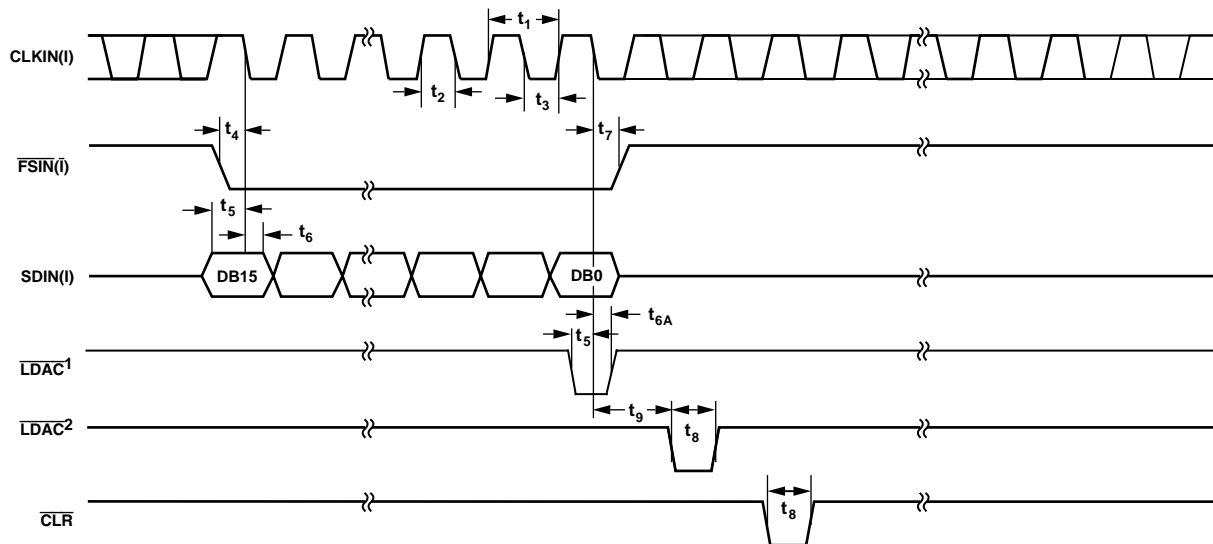 t1
CLKIN(I)
t2
t3
t4
t7
FSIN(I)
t5
t6
SDIN(I)
DB15
DB0
t6A
t5
LDAC1
t9
LDAC2
t8
CLR
t8